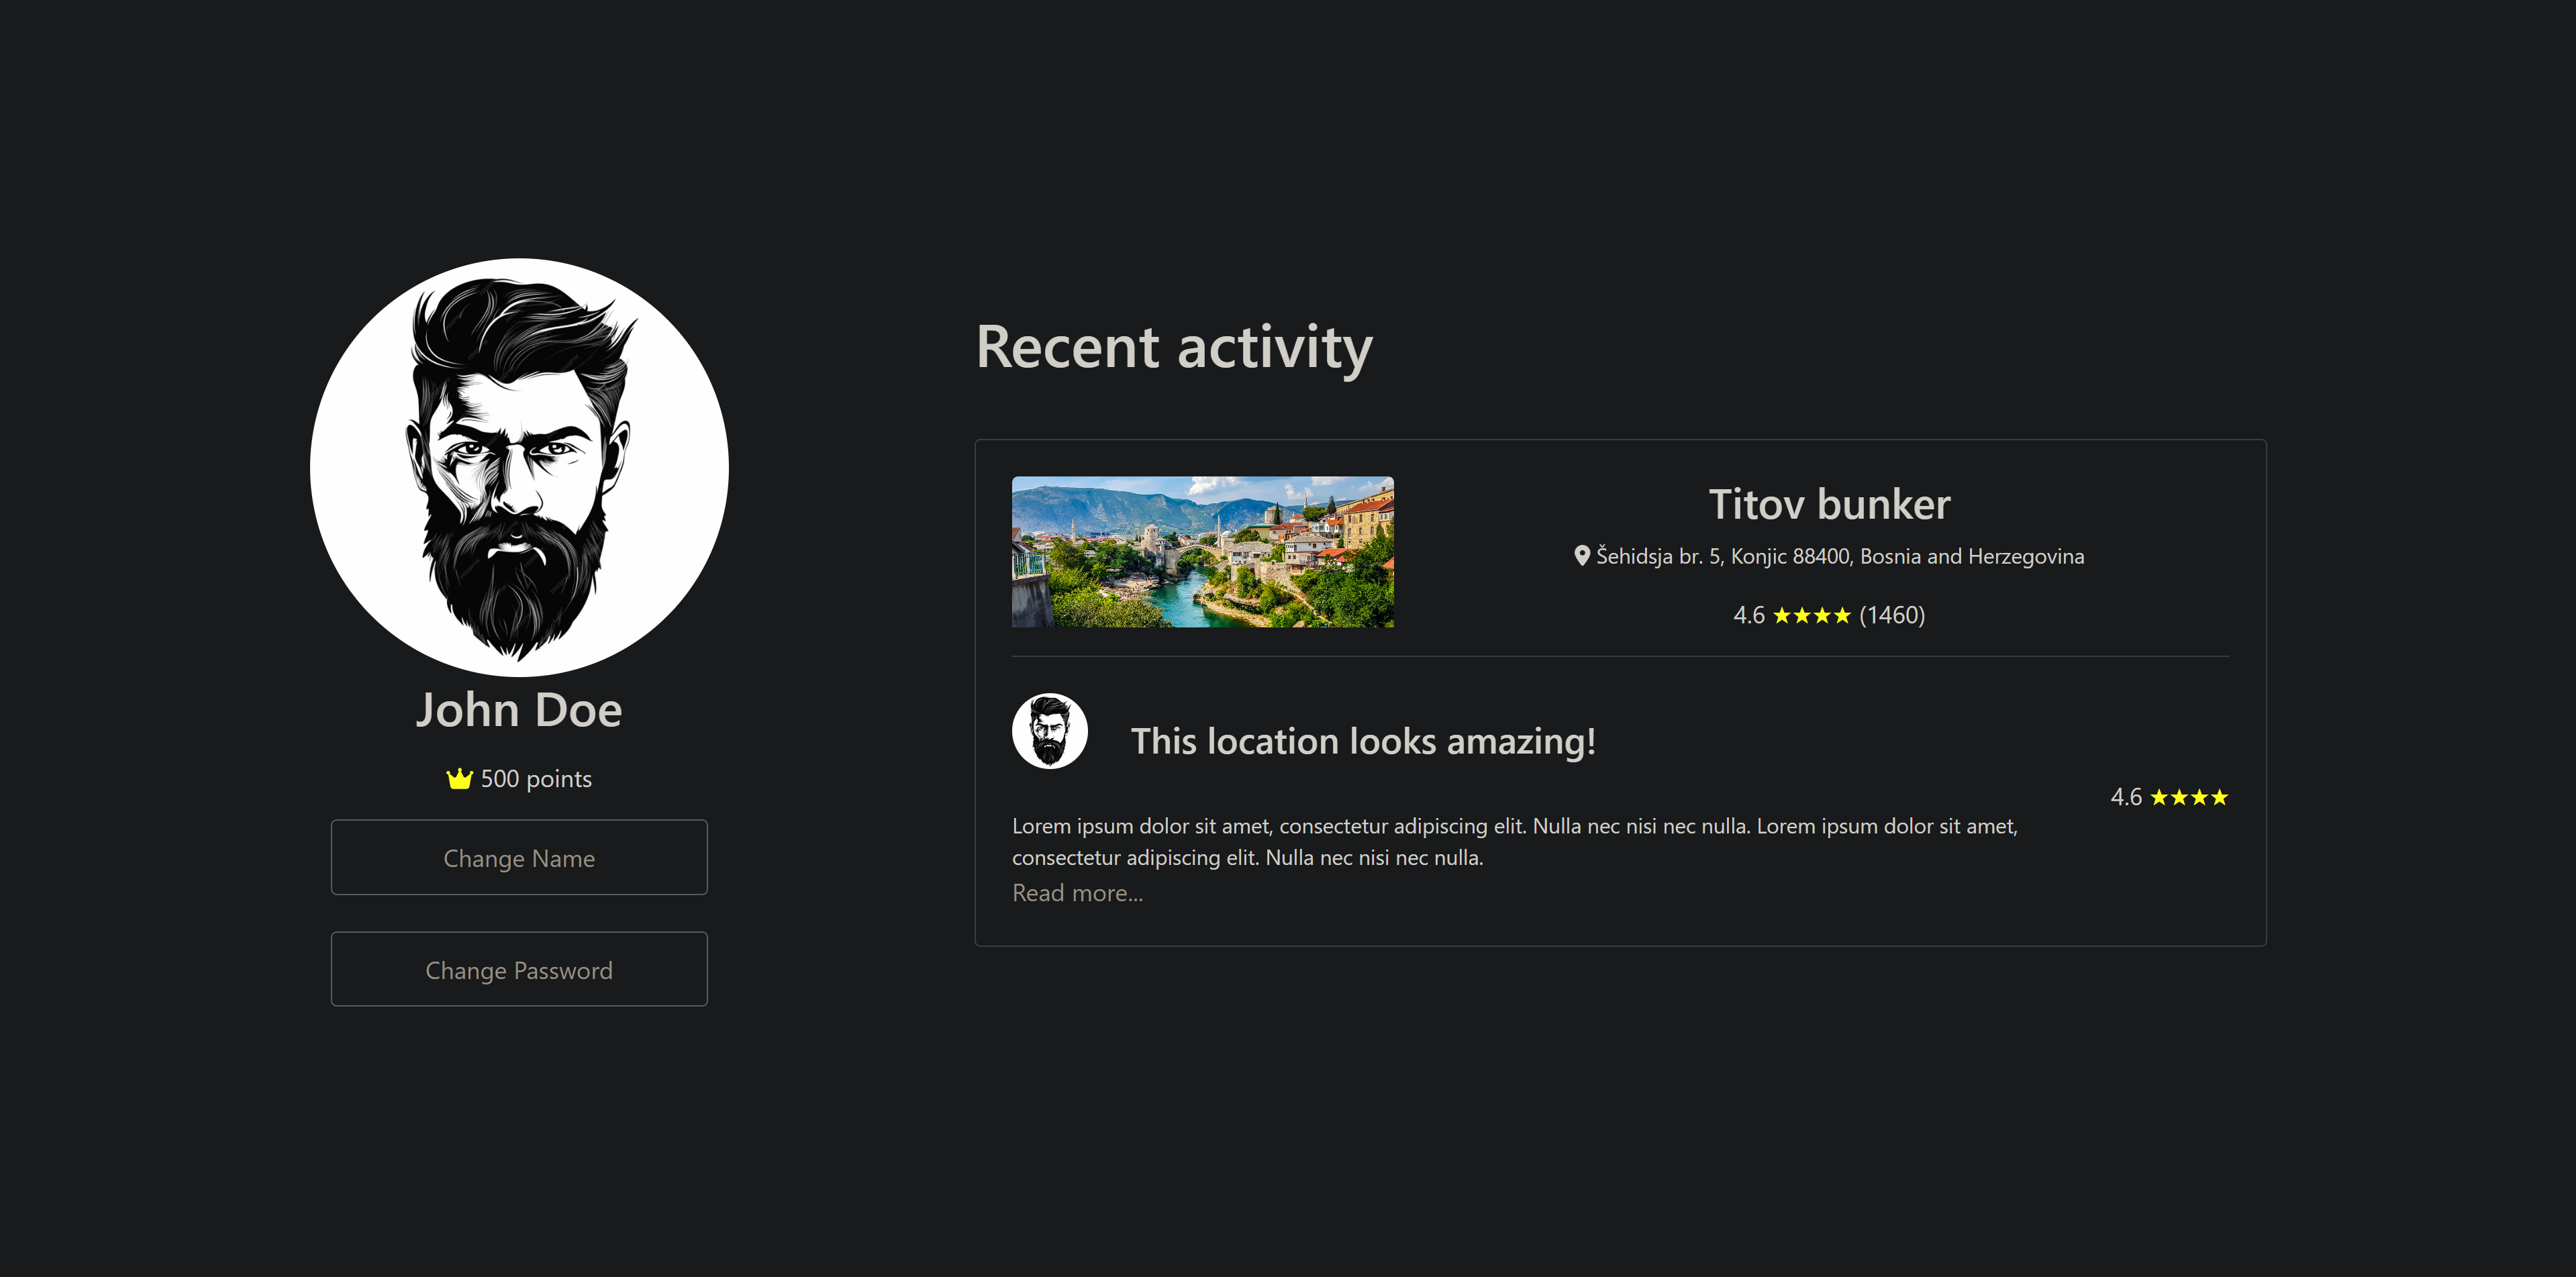 John Doe
500 points
Change Name
Change Password
Recent activity
Titov bunker
Šehidsja br. 5, Konjic 88400, Bosnia and Herzegovina
4.6 ★★★★ (1460)
This location looks amazing!
4.6 ★★★★
Lorem ipsum dolor sit amet, consectetur adipiscing elit. Nulla nec nisi nec nulla. Lorem ipsum dolor sit amet,
consectetur adipiscing elit. Nulla nec nisi nec nulla.
Read more...